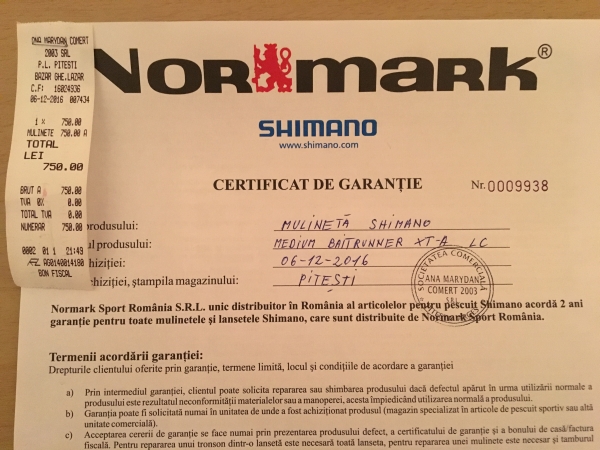 ONA MARYDAN COMERT
2003 SRL
P.L. PITESTI
BAZAR GHE.LAZAR
C.F: 16024936
06-12-2016 007434
1 X 750.00
MULINETE 750.00 A
TOTAL
LEI
750.00
BRUT A 750.00
TVA 0% 0.00
TOTAL TVA 0.00
NUMERAR 750.00
0002 01 1 21:49
AG0140014180
BON FISCAL
NORMARK®
SHIMANO
www.shimano.com
CERTIFICAT DE GARANȚIE Nr.0009938
produsului: MULINETĂ SHIMANO
produsului: MEDIUM BAITRUNNER XT-A LC
chiziției: 06-12-2016
chiziției, ștampila magazinului: PITEȘTI
SOCIETATEA COMERCIALĂ
ANA MARYDAN
COMERT 2003
SRL
Normark Sport România S.R.L. unic distribuitor în România al articolelor pentru pescuit Shimano acordă 2 ani
garanție pentru toate mulinetele și lansetele Shimano, care sunt distribuite de Normark Sport România.
Termenii acordării garanției:
Drepturile clientului oferite prin garanție, termene limită, locul și condițiile de acordare a garanției
a) Prin intermediul garanției, clientul poate solicita repararea sau shimbarea produsului dacă defectul apărut în urma utilizării normale a
produsului este rezultatul neconformității materialelor sau a manoperei, acesta împiedicând utilizarea normală a produsului.
b) Garanția poate fi solicitată numai în unitatea de unde a fost achiziționat produsul (magazin specializat în articole de pescuit sportiv sau altă
unitate comercială).
c) Acceptarea cererii de garanție se face numai prin prezentarea produsului defect, a certificatului de garanție și a bonului de casă/factura
fiscală. Pentru repararea unui tronson dintr-o lansetă este necesară toată lanseta, pentru repararea unei mulinete este necesar și tamburul